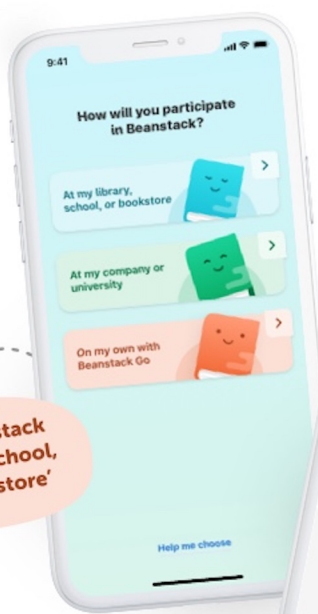 9:41
How will you participate
in Beanstack?
At my library,
school, or bookstore
At my company or
university
On my own with
Beanstack Go
stack
chool,
store'
Help me choose